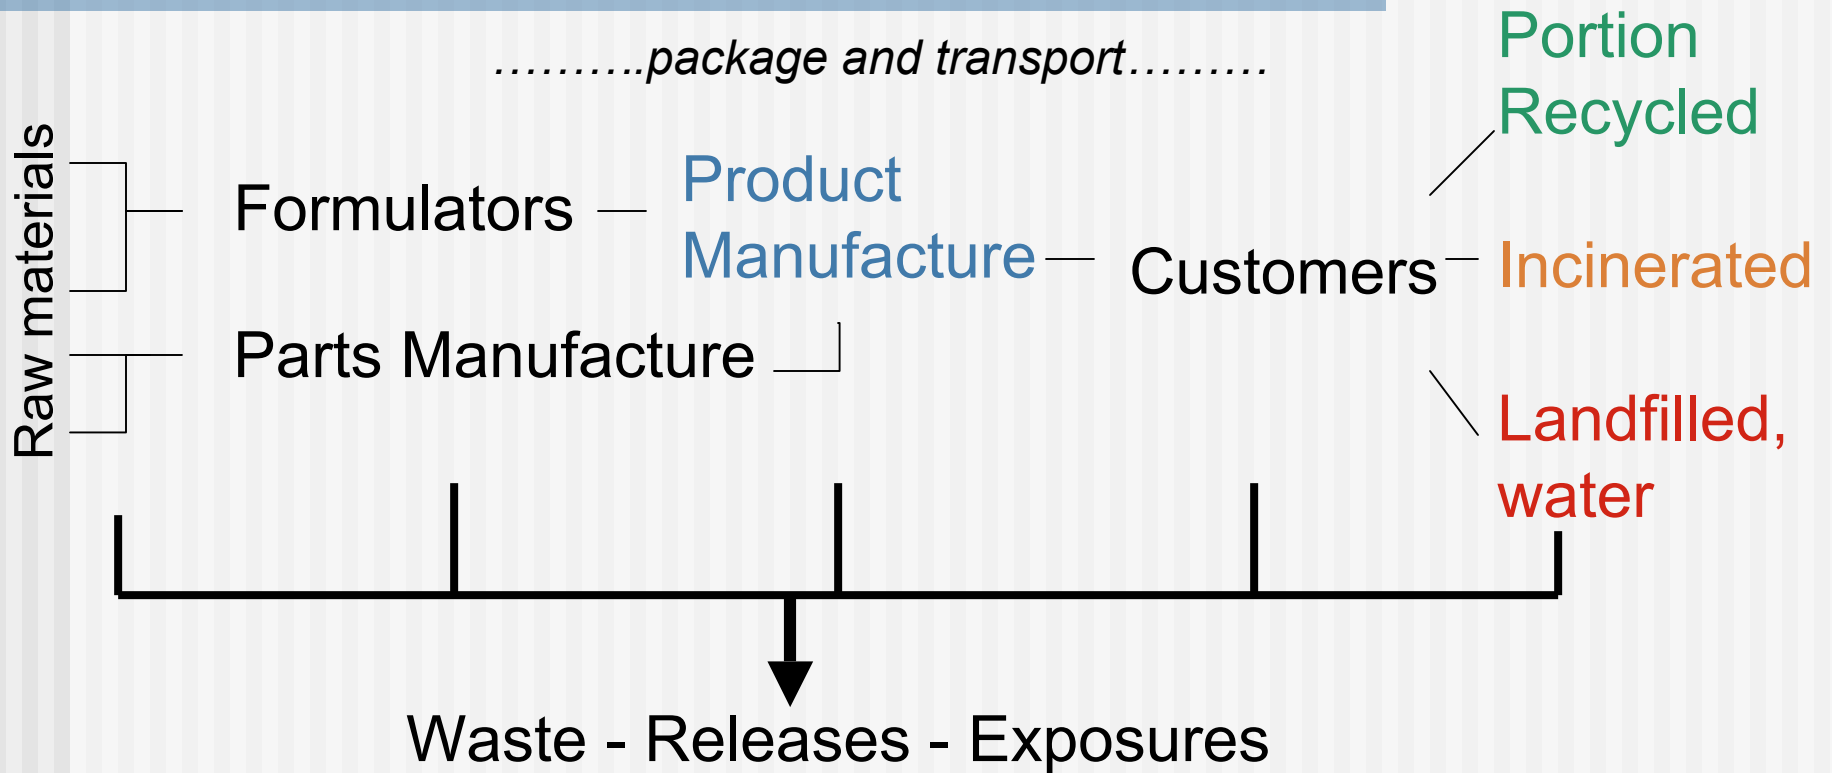 ……….package and transport………
Raw materials
Formulators
Product
Manufacture
Parts Manufacture
Customers
Portion
Recycled
Incinerated
Landfilled,
water
Waste - Releases - Exposures